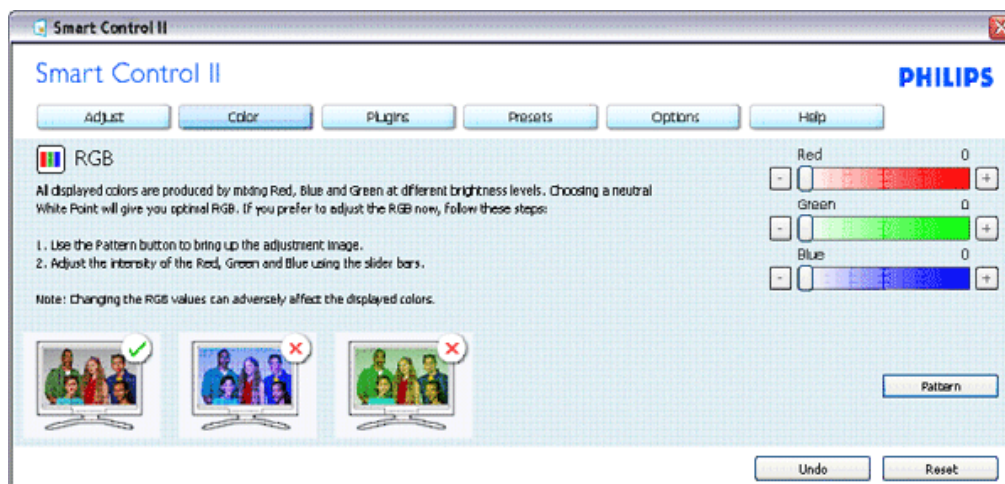 Smart Control II
Smart Control II
PHILIPS
Adjust Color Plugins Presets Options Help
RGB
All displayed colors are produced by mixing Red, Blue and Green at different brightness levels. Choosing a neutral
White Point will give you optimal RGB. If you prefer to adjust the RGB now, follow these steps:
1. Use the Pattern button to bring up the adjustment image.
2. Adjust the intensity of the Red, Green and Blue using the slider bars.
Note: Changing the RGB values can adversely affect the displayed colors.
Red 0
- +
Green 0
- +
Blue 0
- +
Pattern
Undo Reset